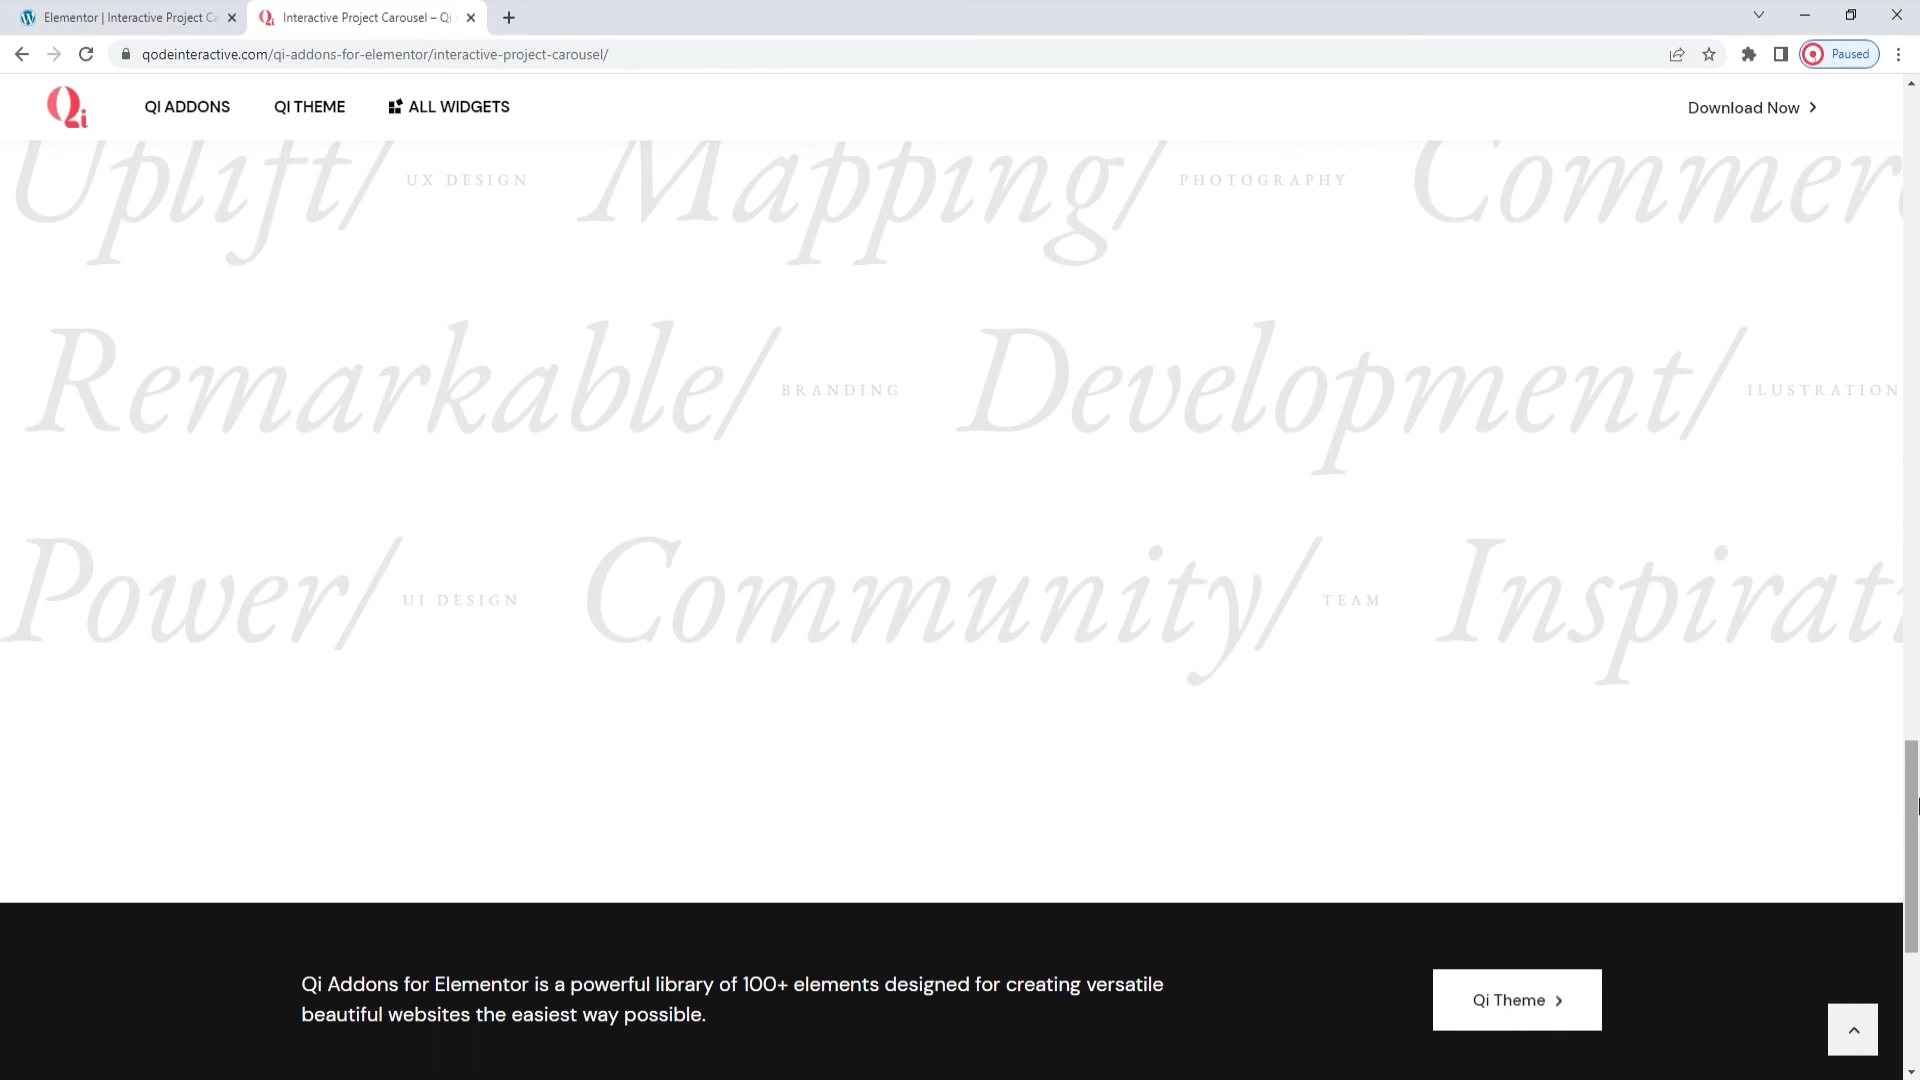 Elementor | Interactive Project Ca
Interactive Project Carousel – Qi
qodeinteractive.com/qi-addons-for-elementor/interactive-project-carousel/
Paused
Qi
QI ADDONS
QI THEME
ALL WIDGETS
Download Now
Uplift/ UX DESIGN Mapping/ PHOTOGRAPHY Commerc
Remarkable/ BRANDING Development/ ILUSTRATION
Power/ UI DESIGN Community/ TEAM Inspirati
Qi Addons for Elementor is a powerful library of 100+ elements designed for creating versatile
beautiful websites the easiest way possible.
Qi Theme